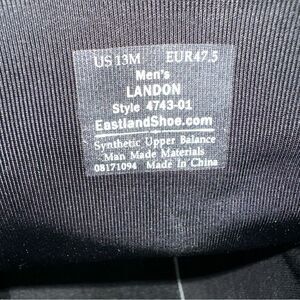 US 13M EUR47.5
Men's
LANDON
Style 4743-01
EastlandShoe.com
Synthetic Upper Balance
Man Made Materials
08171094 Made In China